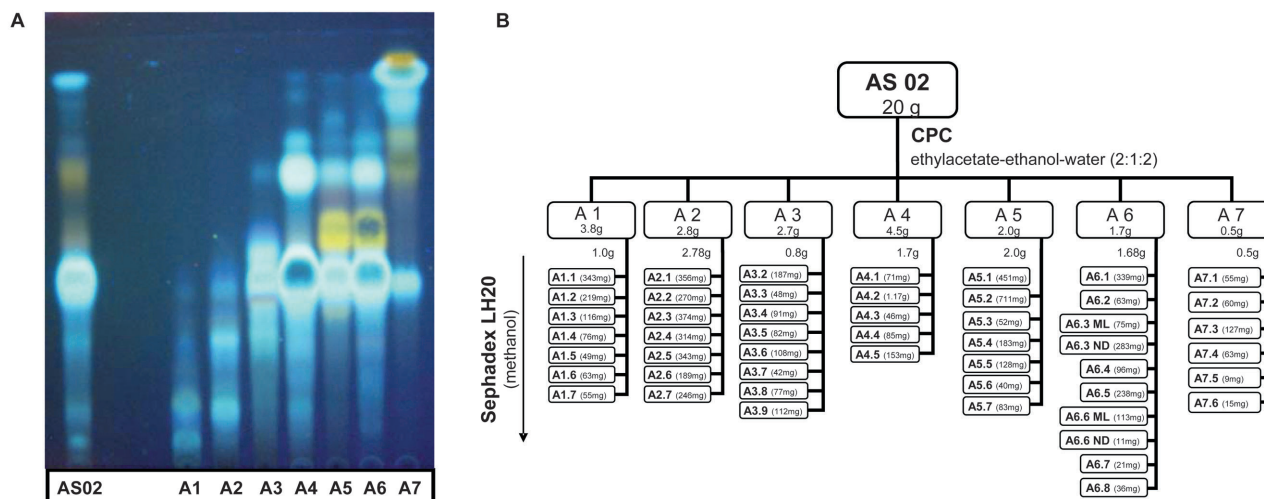 A
AS02 A1 A2 A3 A4 A5 A6 A7
B
AS 02
20 g
CPC
ethylacetate-ethanol-water (2:1:2)
A 1
3.8g
A 2
2.8g
A 3
2.7g
A 4
4.5g
A 5
2.0g
A 6
1.7g
A 7
0.5g
Sephadex LH20
(methanol)
1.0g
A1.1 (343mg)
A1.2 (219mg)
A1.3 (116mg)
A1.4 (76mg)
A1.5 (49mg)
A1.6 (63mg)
A1.7 (55mg)
2.78g
A2.1 (356mg)
A2.2 (270mg)
A2.3 (374mg)
A2.4 (314mg)
A2.5 (343mg)
A2.6 (189mg)
A2.7 (246mg)
0.8g
A3.2 (187mg)
A3.3 (48mg)
A3.4 (91mg)
A3.5 (82mg)
A3.6 (108mg)
A3.7 (42mg)
A3.8 (77mg)
A3.9 (112mg)
1.7g
A4.1 (71mg)
A4.2 (1.17g)
A4.3 (46mg)
A4.4 (85mg)
A4.5 (153mg)
2.0g
A5.1 (451mg)
A5.2 (711mg)
A5.3 (52mg)
A5.4 (183mg)
A5.5 (128mg)
A5.6 (40mg)
A5.7 (83mg)
1.68g
A6.1 (339mg)
A6.2 (63mg)
A6.3 ML (75mg)
A6.3 ND (283mg)
A6.4 (96mg)
A6.5 (238mg)
A6.6 ML (113mg)
A6.6 ND (11mg)
A6.7 (21mg)
A6.8 (36mg)
0.5g
A7.1 (55mg)
A7.2 (60mg)
A7.3 (127mg)
A7.4 (63mg)
A7.5 (9mg)
A7.6 (15mg)